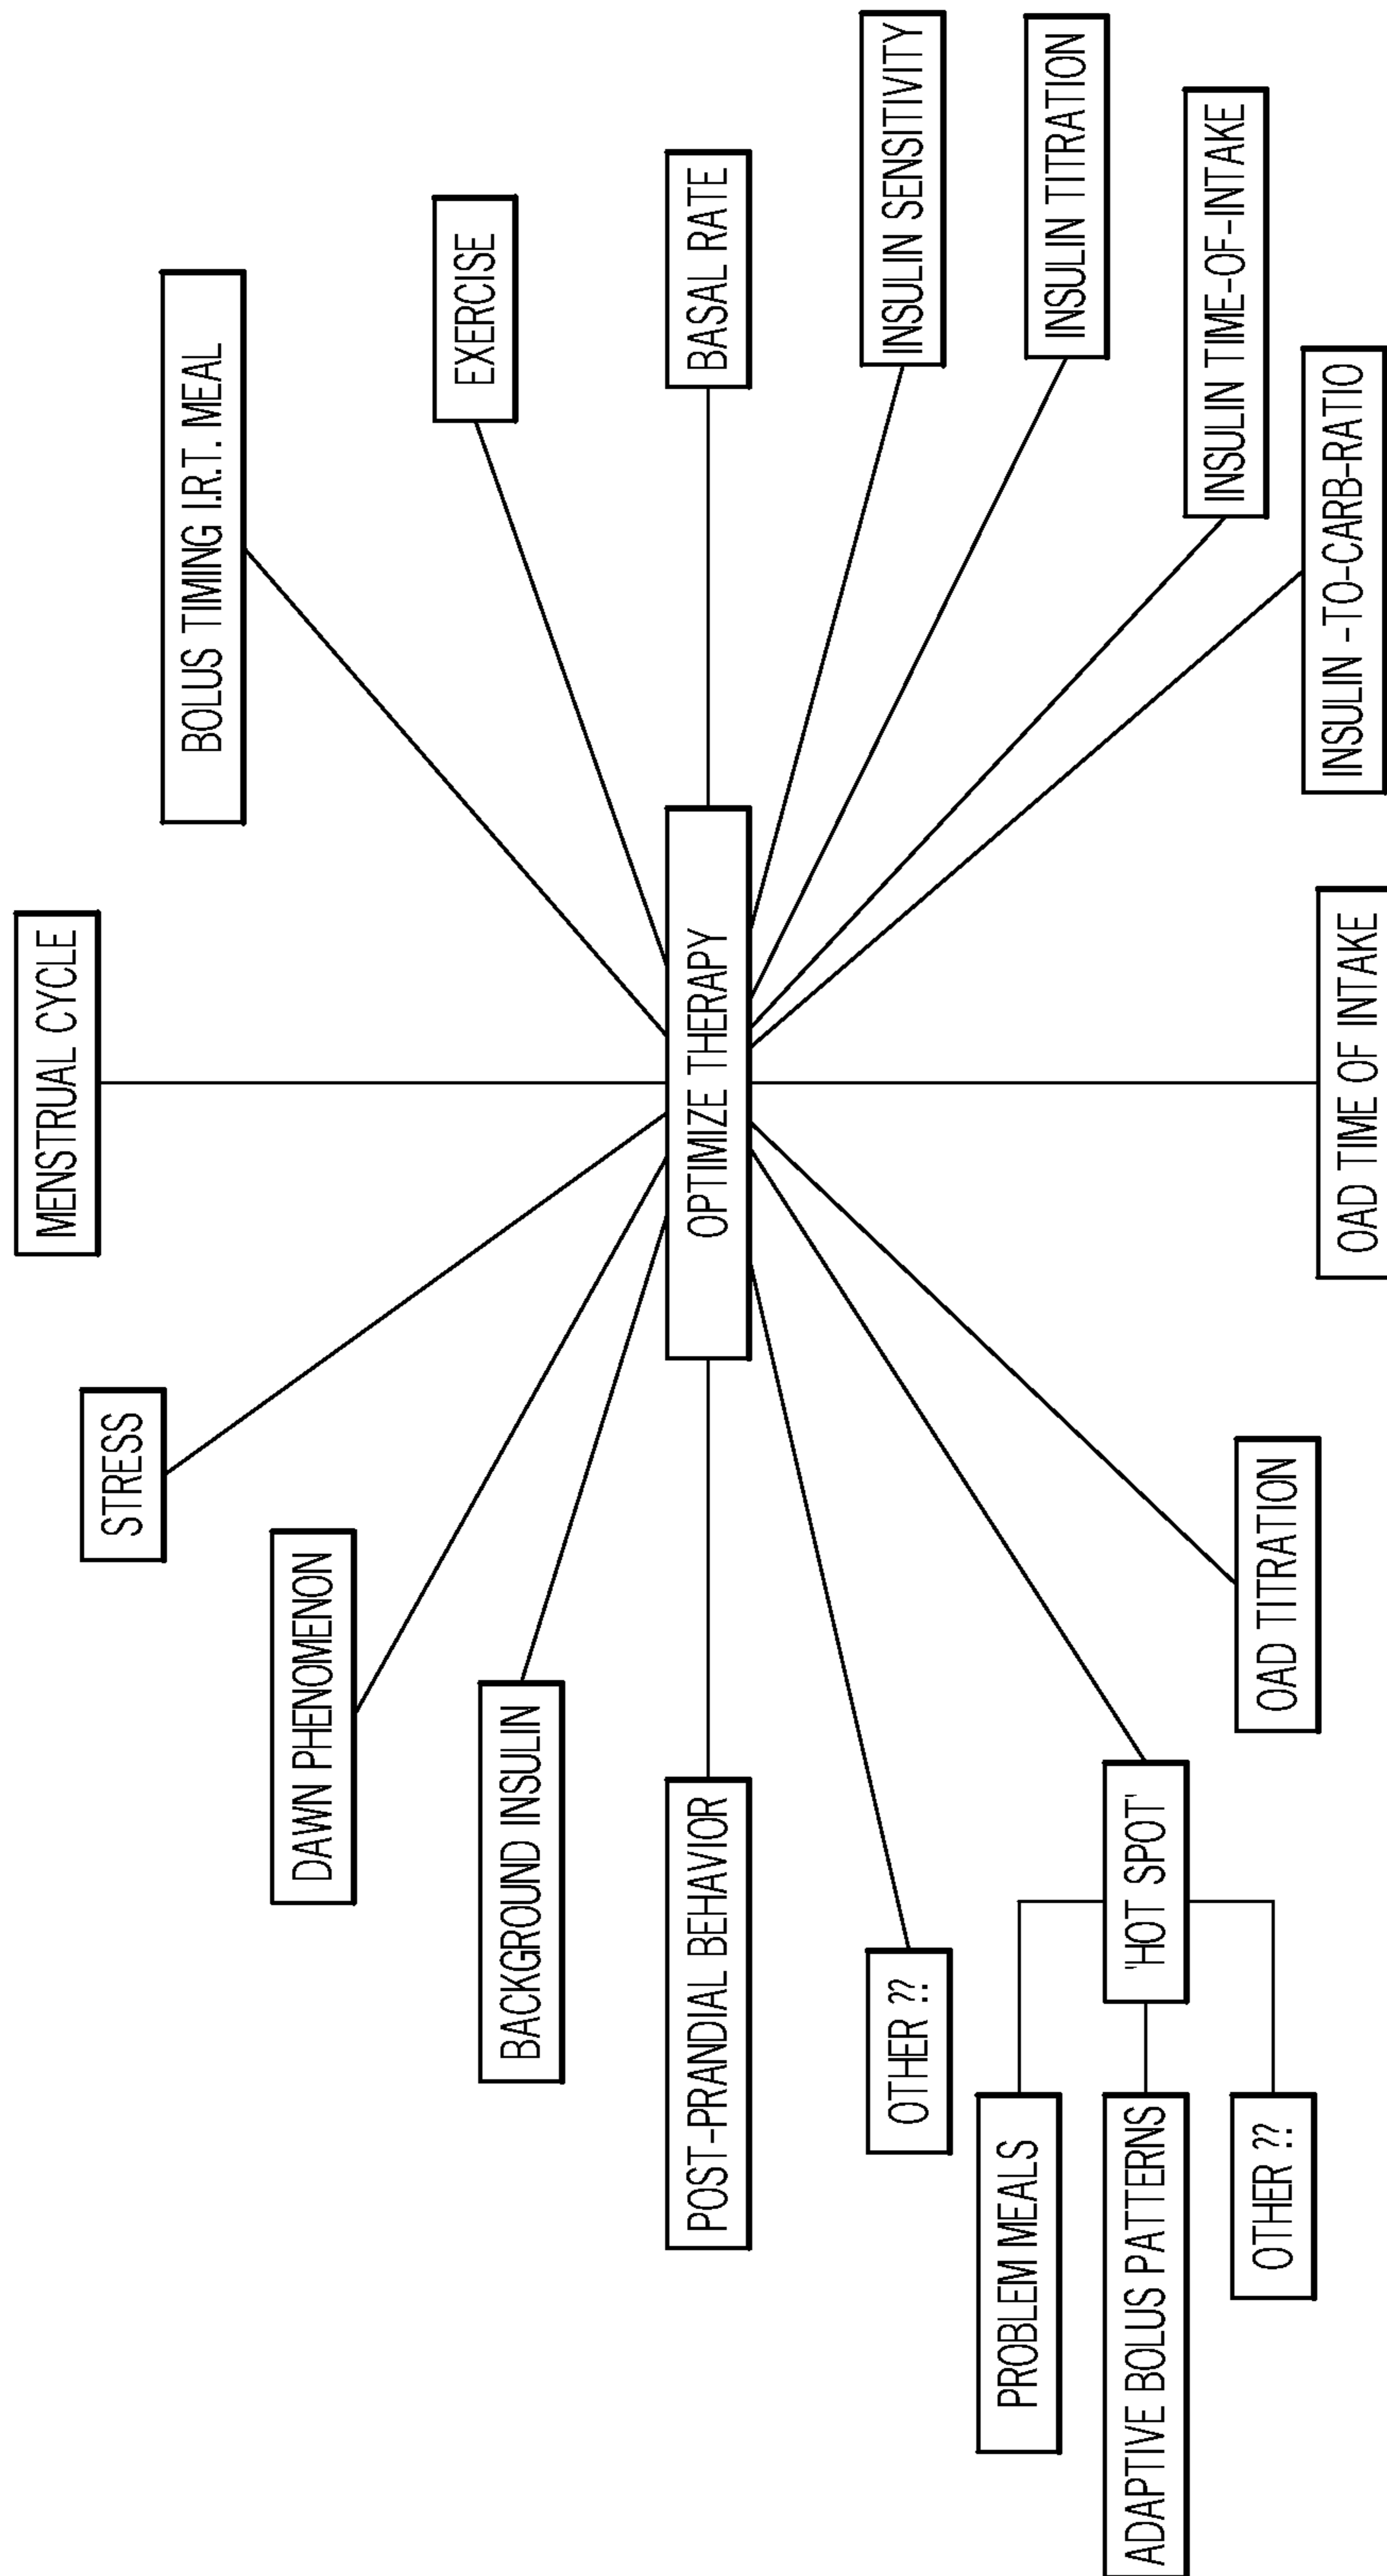 MENSTRUAL CYCLE
STRESS
BOLUS TIMING I.R.T. MEAL
DAWN PHENOMENON
EXERCISE
BACKGROUND INSULIN
POST-PRANDIAL BEHAVIOR
OPTIMIZE THERAPY
BASAL RATE
OTHER ??
INSULIN SENSITIVITY
PROBLEM MEALS
INSULIN TITRATION
ADAPTIVE BOLUS PATTERNS
'HOT SPOT'
INSULIN TIME-OF-INTAKE
OTHER ??
OAD TITRATION
INSULIN -TO-CARB-RATIO
OAD TIME OF INTAKE